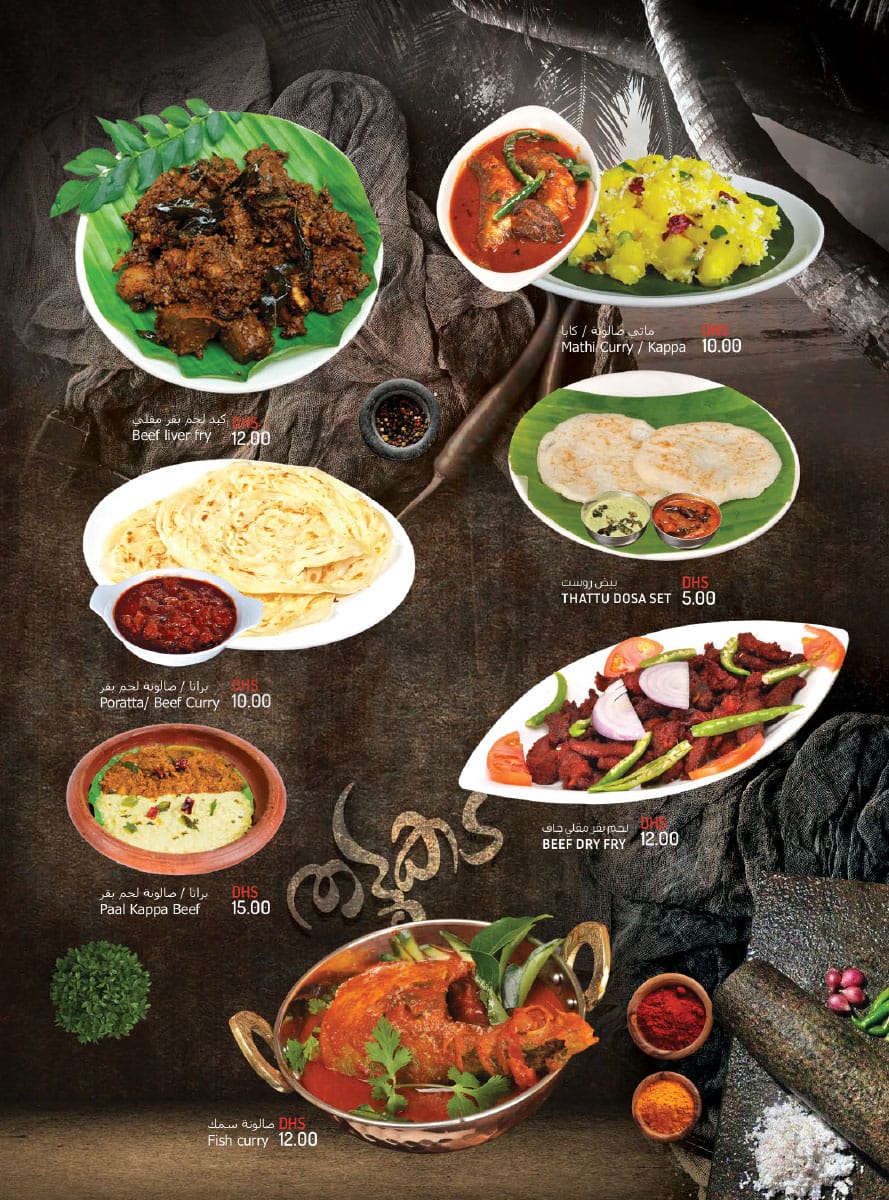 ماتي صالونة / كابا
DHS
Mathi Curry / Kappa
10.00
كبد لحم بقر مقلي
DHS
Beef liver fry
12.00
بيض روست
DHS
THATTU DOSA SET
5.00
براتا / صالونة لحم بقر
DHS
Poratta/ Beef Curry
10.00
لحم بقر مقلي جاف
DHS
BEEF DRY FRY
12.00
براتا / صالونة لحم بقر
DHS
Paal Kappa Beef
15.00
صالونة سمك
DHS
Fish curry
12.00